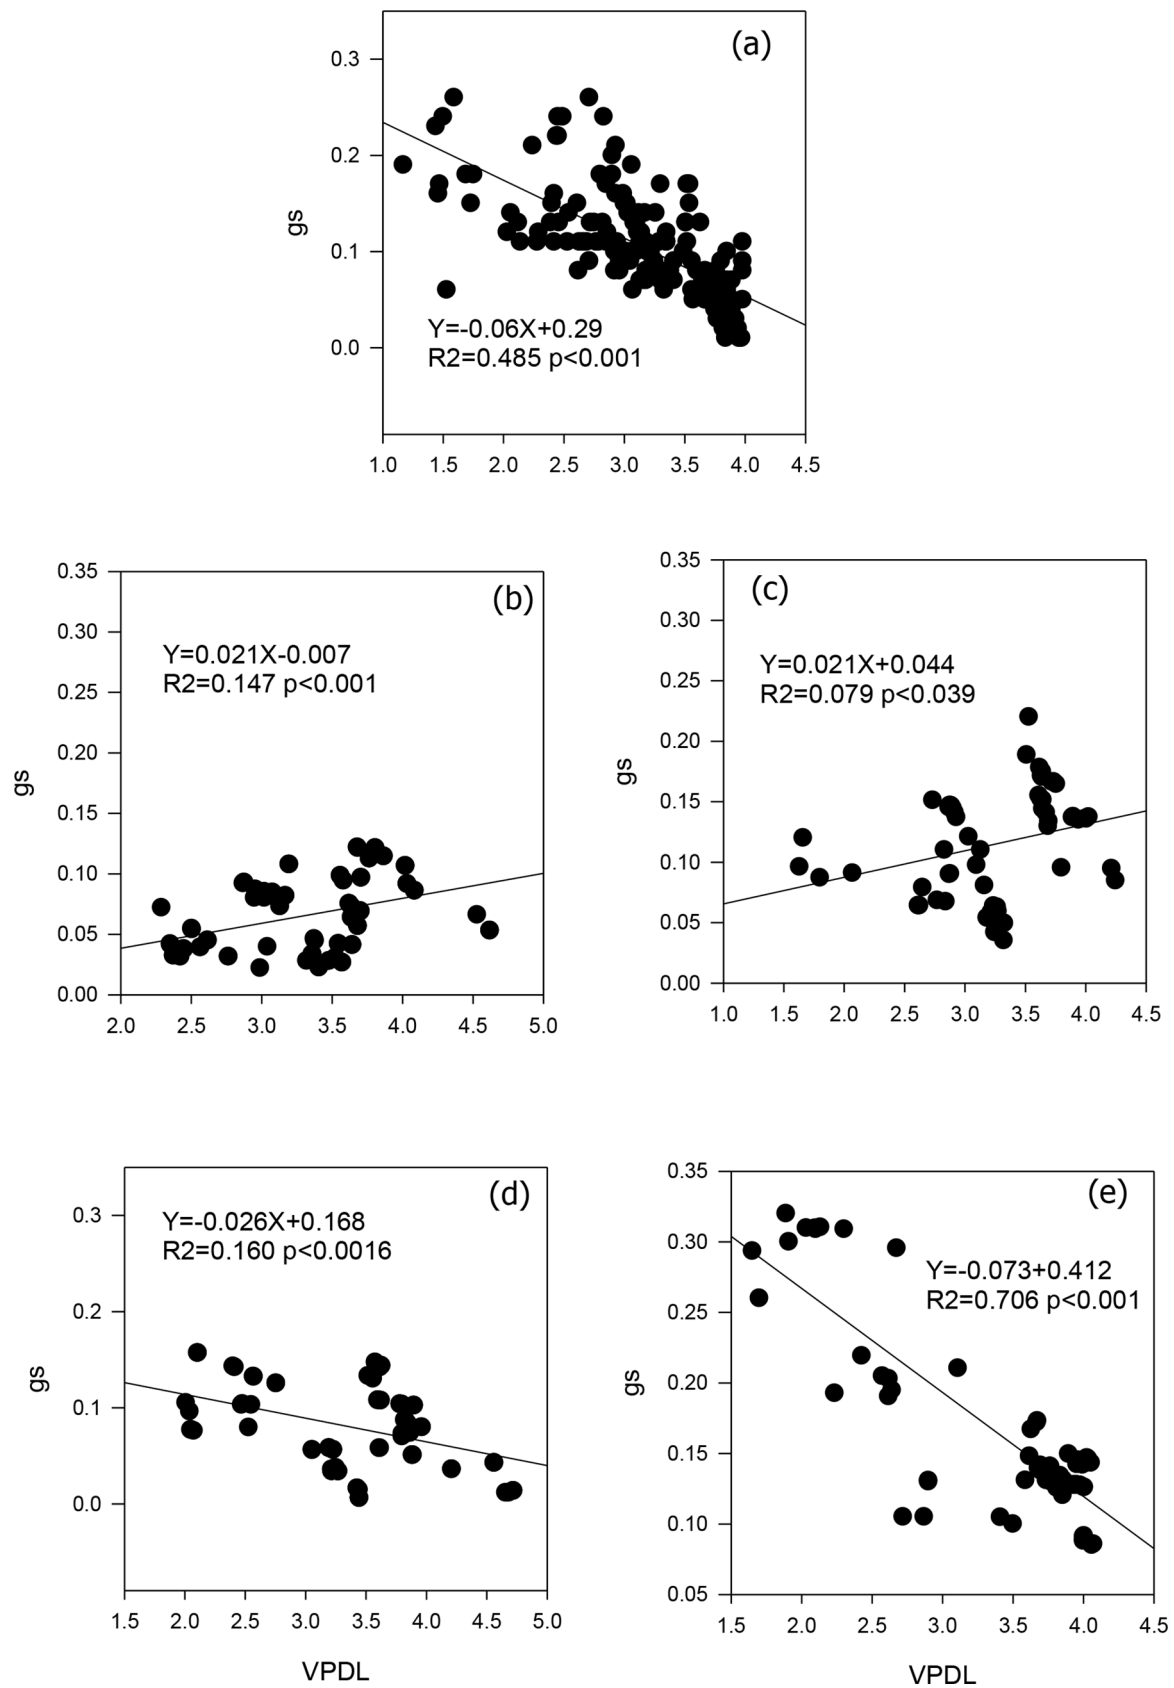 (a)
0.3
0.2
gs
0.1
Y=-0.06X+0.29
0.0
R2=0.485 p<0.001
1.0 1.5 2.0 2.5 3.0 3.5 4.0 4.5
0.35
(b)
0.30
Y=0.021X-0.007
R2=0.147 p<0.001
0.25
0.20
gs
0.15
0.10
0.05
0.00
2.0 2.5 3.0 3.5 4.0 4.5 5.0
0.35
(c)
0.30
Y=0.021X+0.044
0.25
R2=0.079 p<0.039
0.20
gs
0.15
0.10
0.05
0.00
1.0 1.5 2.0 2.5 3.0 3.5 4.0 4.5
(d)
0.3
Y=-0.026X+0.168
R2=0.160 p<0.0016
0.2
gs
0.1
0.0
1.5 2.0 2.5 3.0 3.5 4.0 4.5 5.0
VPDL
0.35
(e)
0.30
Y=-0.073+0.412
R2=0.706 p<0.001
0.25
0.20
gs
0.15
0.10
0.05
1.5 2.0 2.5 3.0 3.5 4.0 4.5
VPDL